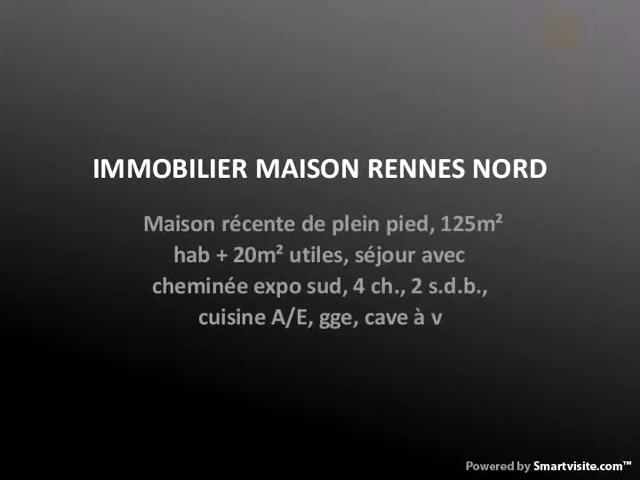 IMMOBILIER MAISON RENNES NORD
Maison récente de plein pied, 125m²
hab + 20m² utiles, séjour avec
cheminée expo sud, 4 ch., 2 s.d.b.,
cuisine A/E, gge, cave à v
Powered by Smartvisite.com™